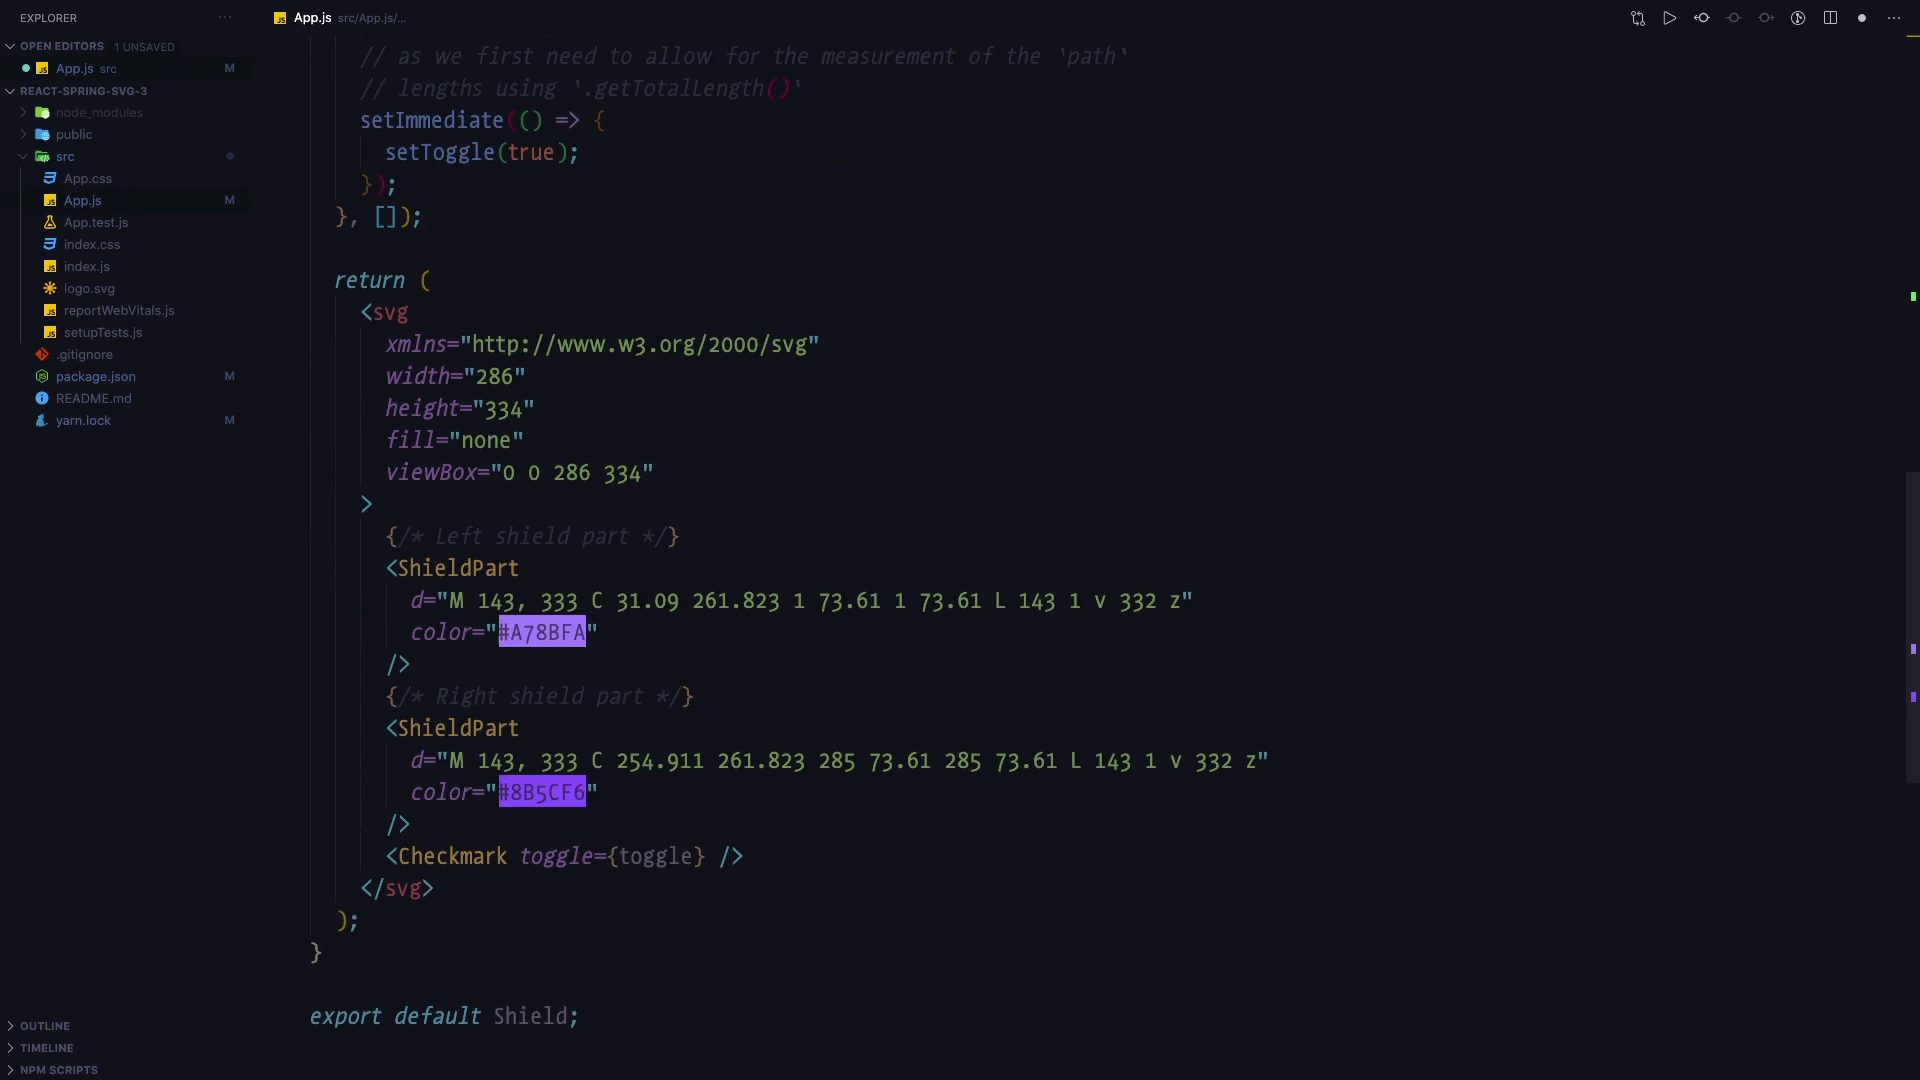 EXPLORER
App.js src/App.js/...
OPEN EDITORS 1 UNSAVED
App.js src M
REACT-SPRING-SVG-3
node_modules
public
src
App.css
App.js M
App.test.js
index.css
index.js
logo.svg
reportWebVitals.js
setupTests.js
.gitignore
package.json M
README.md
yarn.lock M
OUTLINE
TIMELINE
NPM SCRIPTS
// as we first need to allow for the measurement of the `path`
// lengths using `.getTotalLength()`
setImmediate(() => {
setToggle(true);
});
}, []);
return (
<svg
xmlns="http://www.w3.org/2000/svg"
width="286"
height="334"
fill="none"
viewBox="0 0 286 334"
>
{/* Left shield part */}
<ShieldPart
d="M 143, 333 C 31.09 261.823 1 73.61 1 73.61 L 143 1 v 332 z"
color="#A78BFA"
/>
{/* Right shield part */}
<ShieldPart
d="M 143, 333 C 254.911 261.823 285 73.61 285 73.61 L 143 1 v 332 z"
color="#8B5CF6"
/>
<Checkmark toggle={toggle} />
</svg>
);
}
export default Shield;